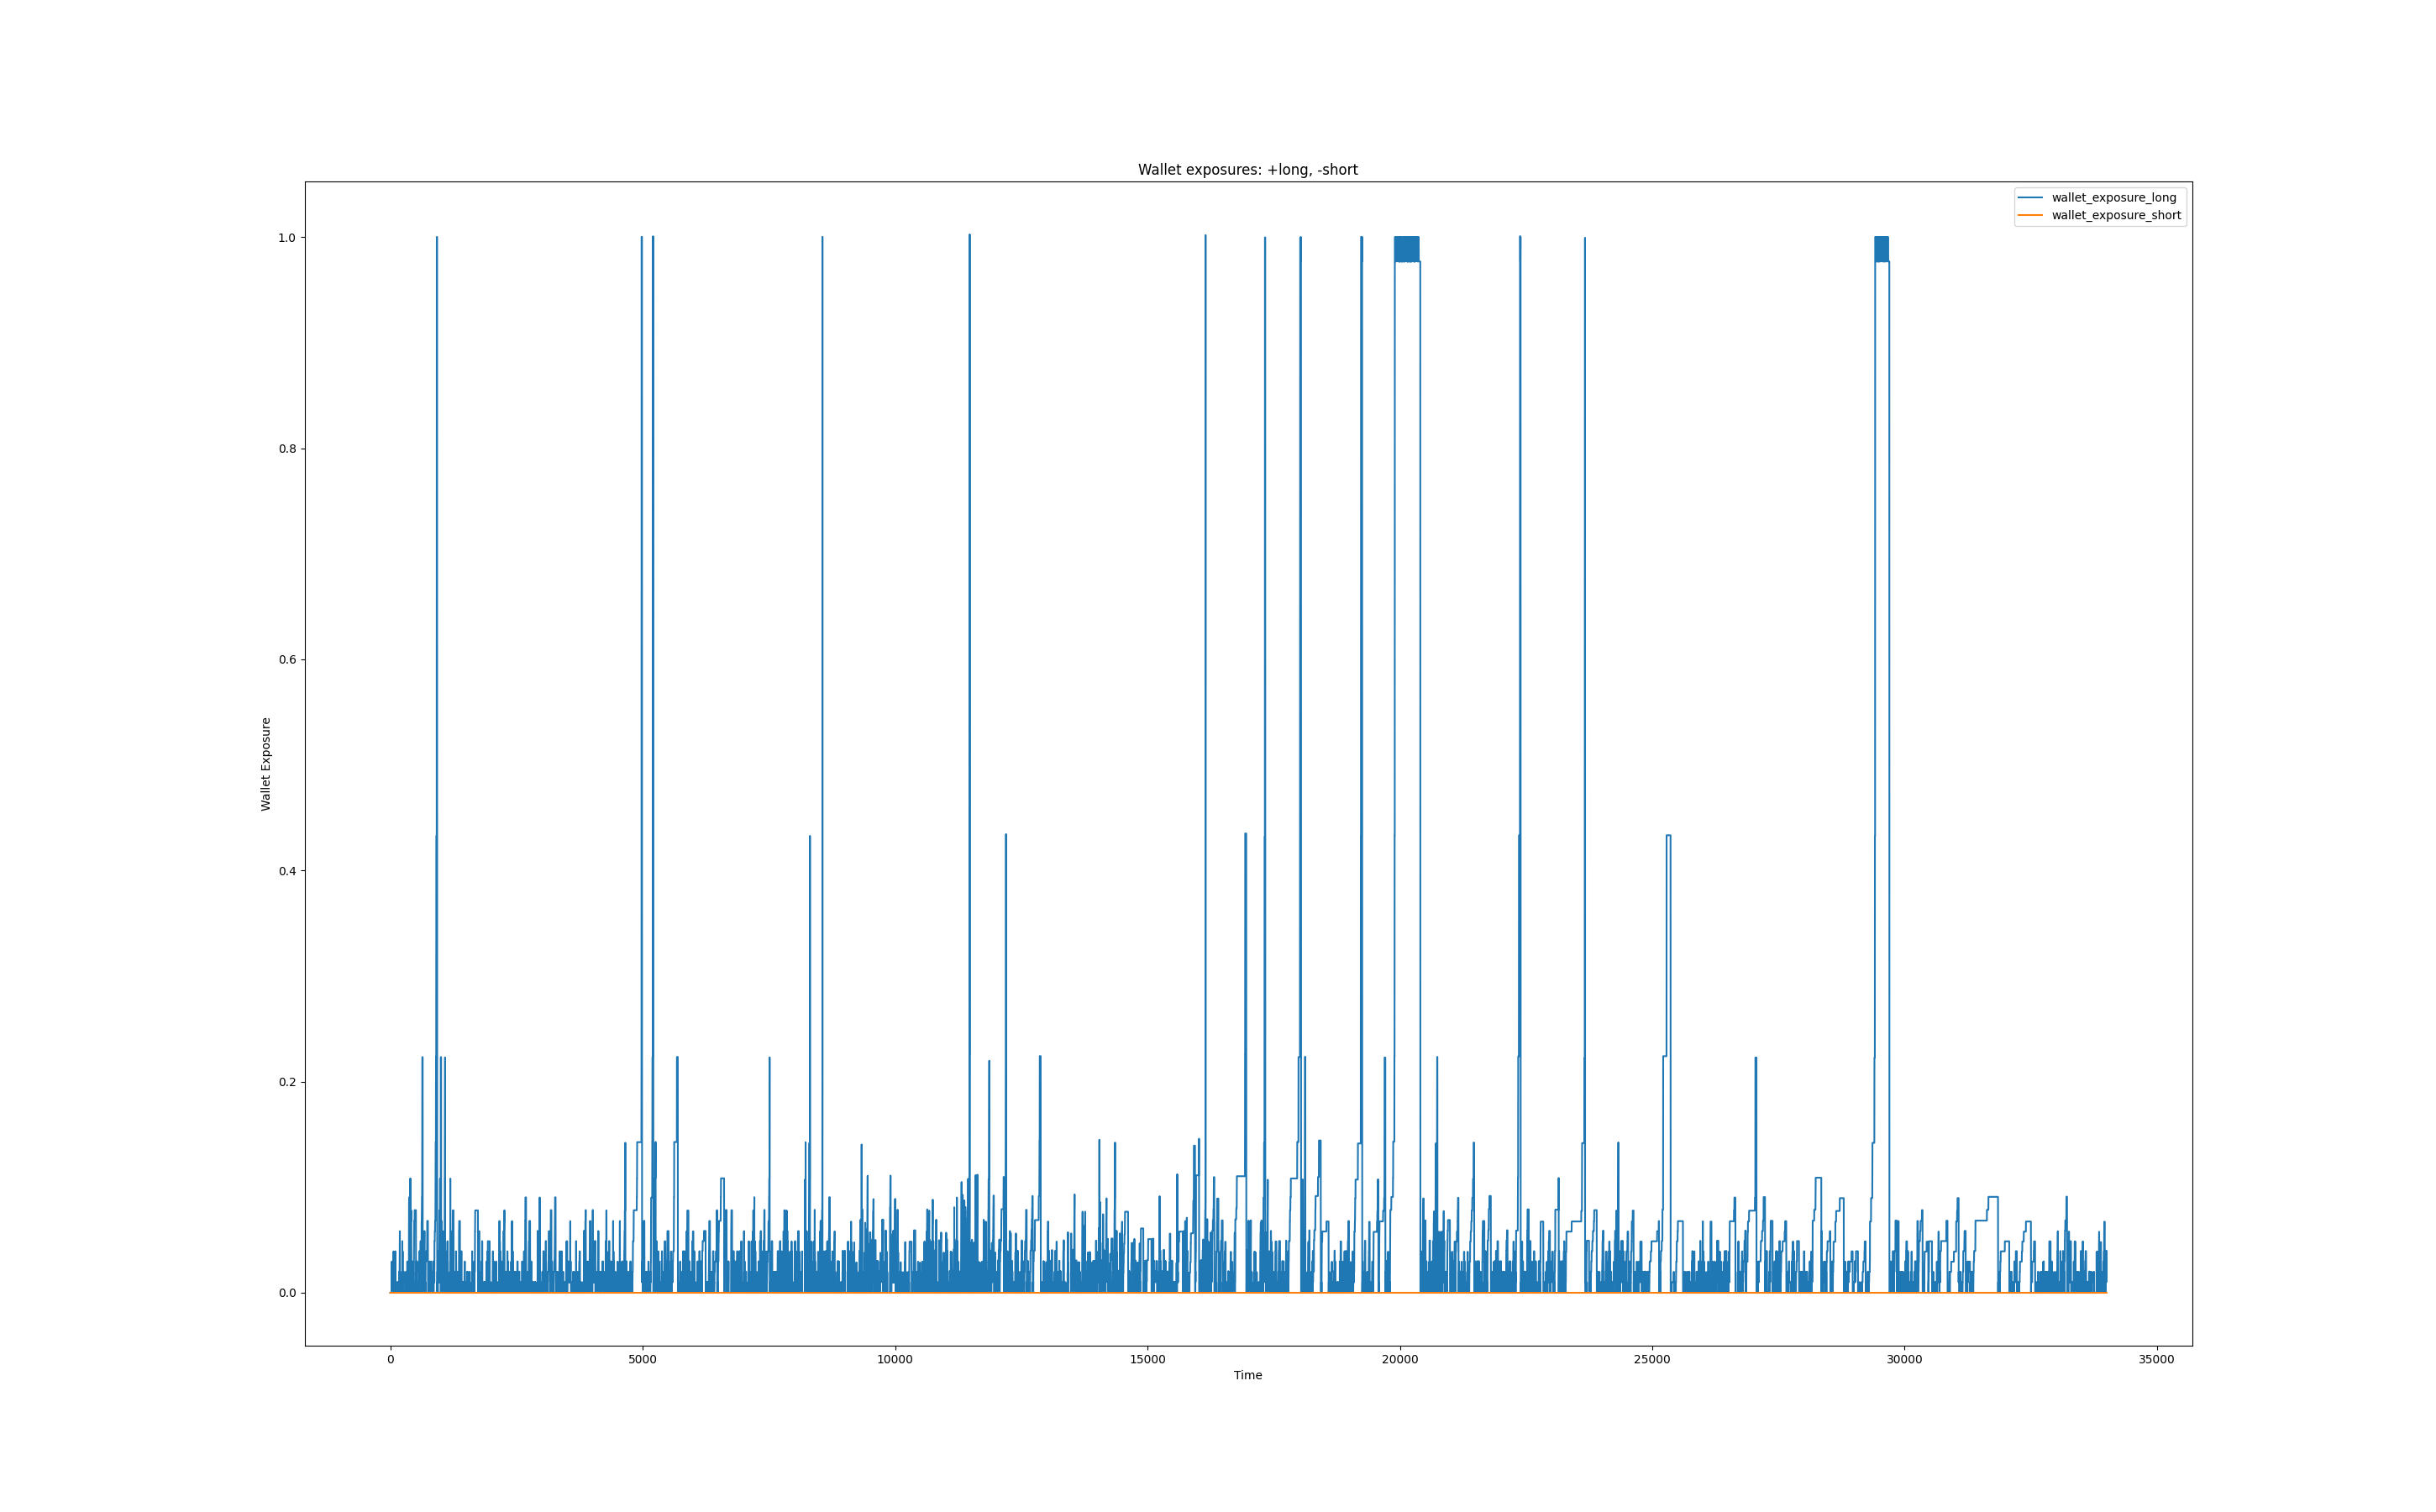 Wallet exposures: +long, -short
wallet_exposure_long
wallet_exposure_short
1.0
0.8
0.6
0.4
0.2
0.0
Wallet Exposure
0 5000 10000 15000 20000 25000 30000 35000
Time